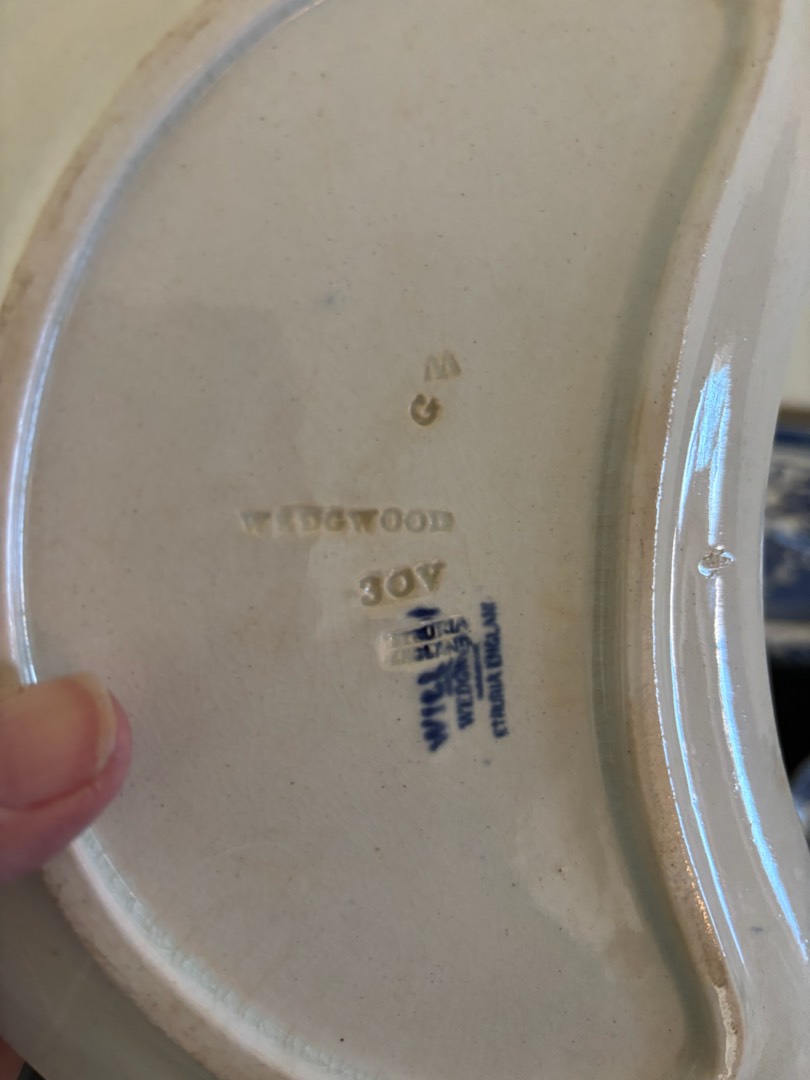 W
G
WEDGWOOD
3OV
ETRURIA
ENGLAND
WEDGWOOD
ETRURIA ENGLAND